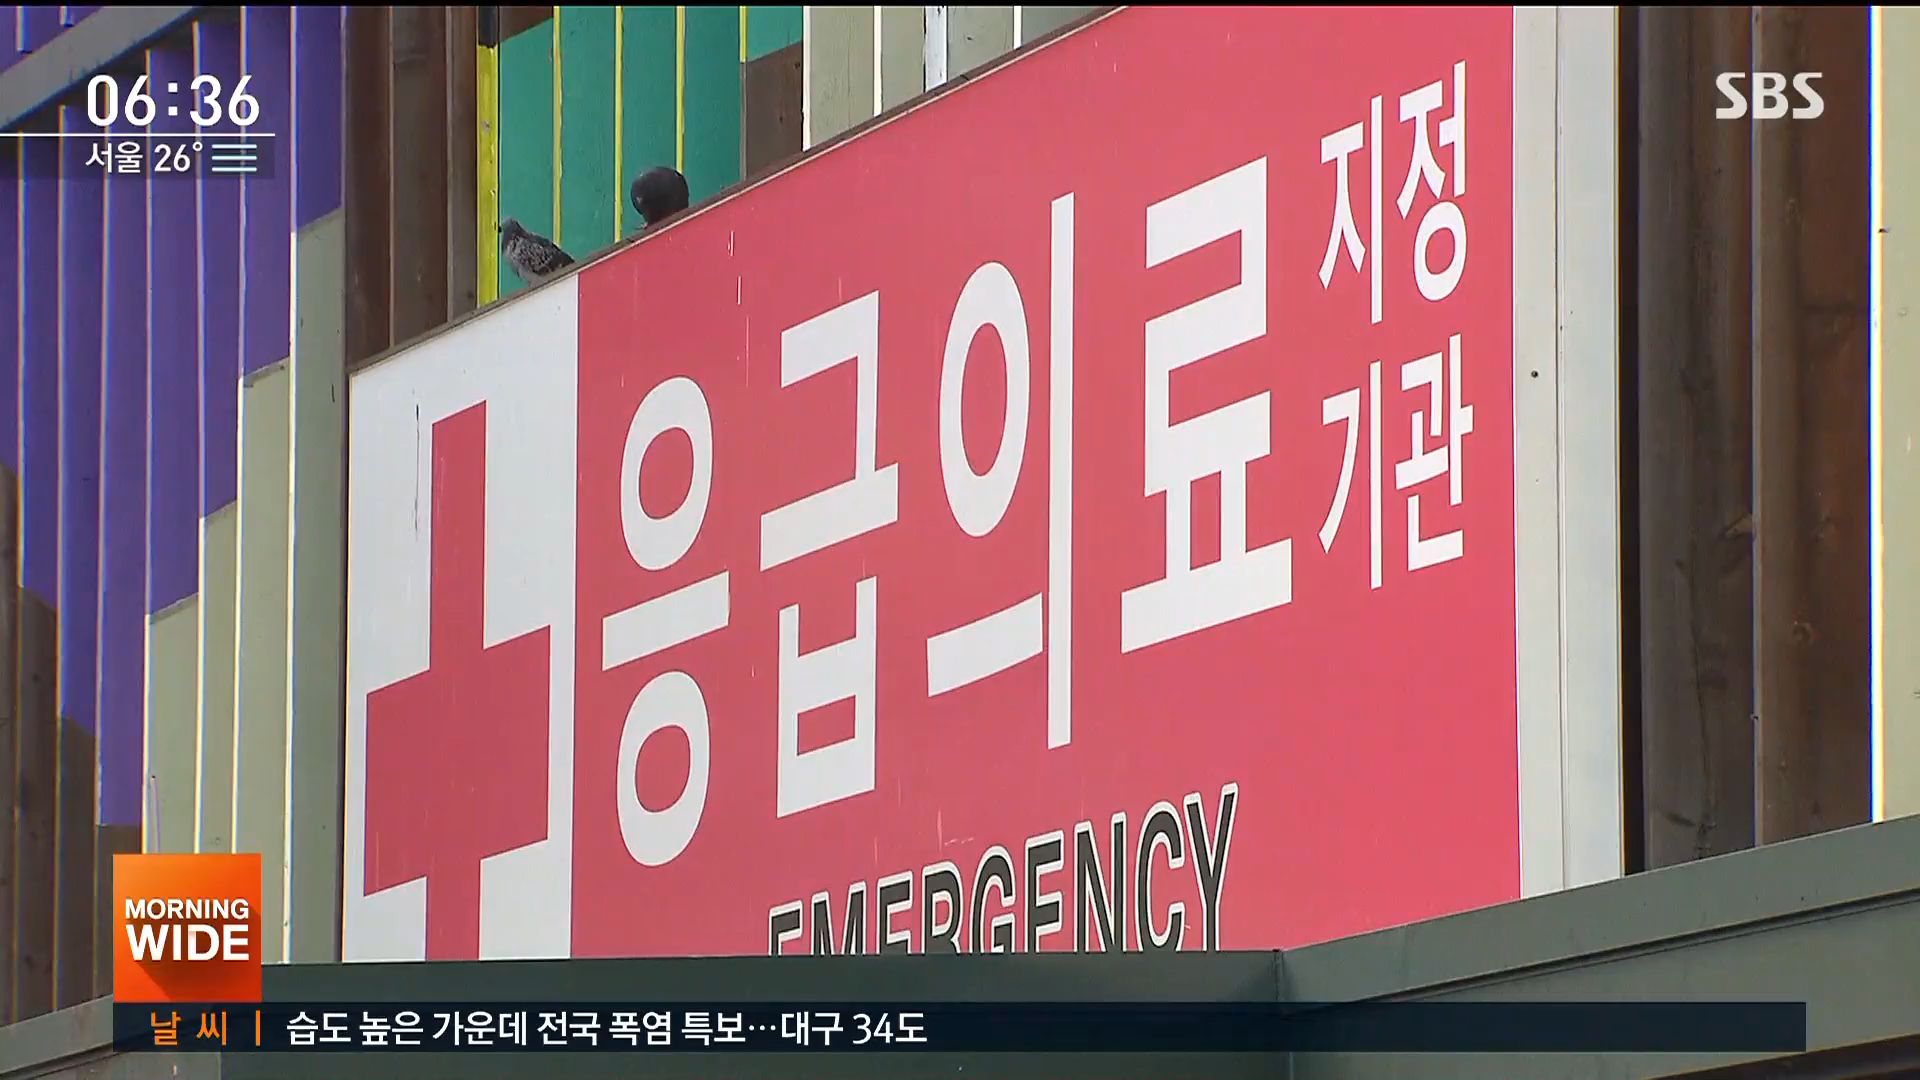 06:36
서울 26°
SBS
응급의료
지정
기관
EMERGENCY
MORNING
WIDE
날씨 | 습도 높은 가운데 전국 폭염 특보…대구 34도